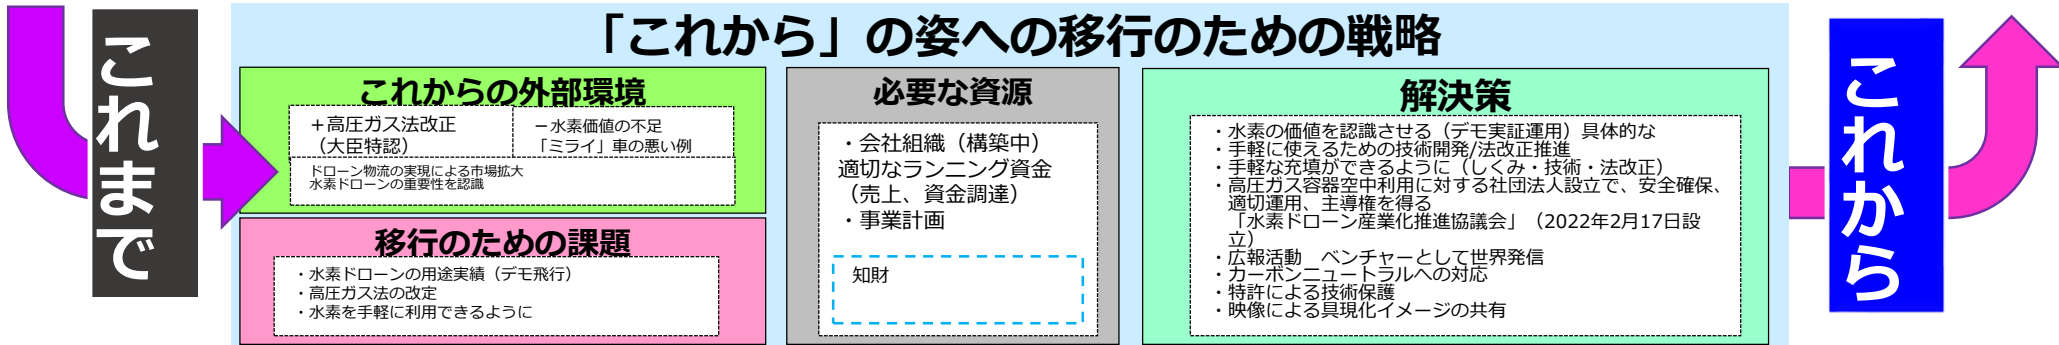 これまで
「これから」の姿への移行のための戦略
これからの外部環境
＋高圧ガス法改正
（大臣特認）
－水素価値の不足
「ミライ」車の悪い例
ドローン物流の実現による市場拡大
水素ドローンの重要性を認識
移行のための課題
・水素ドローンの用途実績（デモ飛行）
・高圧ガス法の改定
・水素を手軽に利用できるように
必要な資源
・会社組織（構築中）
適切なランニング資金
（売上、資金調達）
・事業計画
知財
解決策
・水素の価値を認識させる（デモ実証運用）具体的な
・手軽に使えるための技術開発/法改正推進
・手軽な充填ができるように（しくみ・技術・法改正）
・高圧ガス容器空中利用に対する社団法人設立で、安全確保、
適切運用、主導権を得る
「水素ドローン産業化推進協議会」（2022年2月17日設
立）
・広報活動　ベンチャーとして世界発信
・カーボンニュートラルへの対応
・特許による技術保護
・映像による具現化イメージの共有
これから